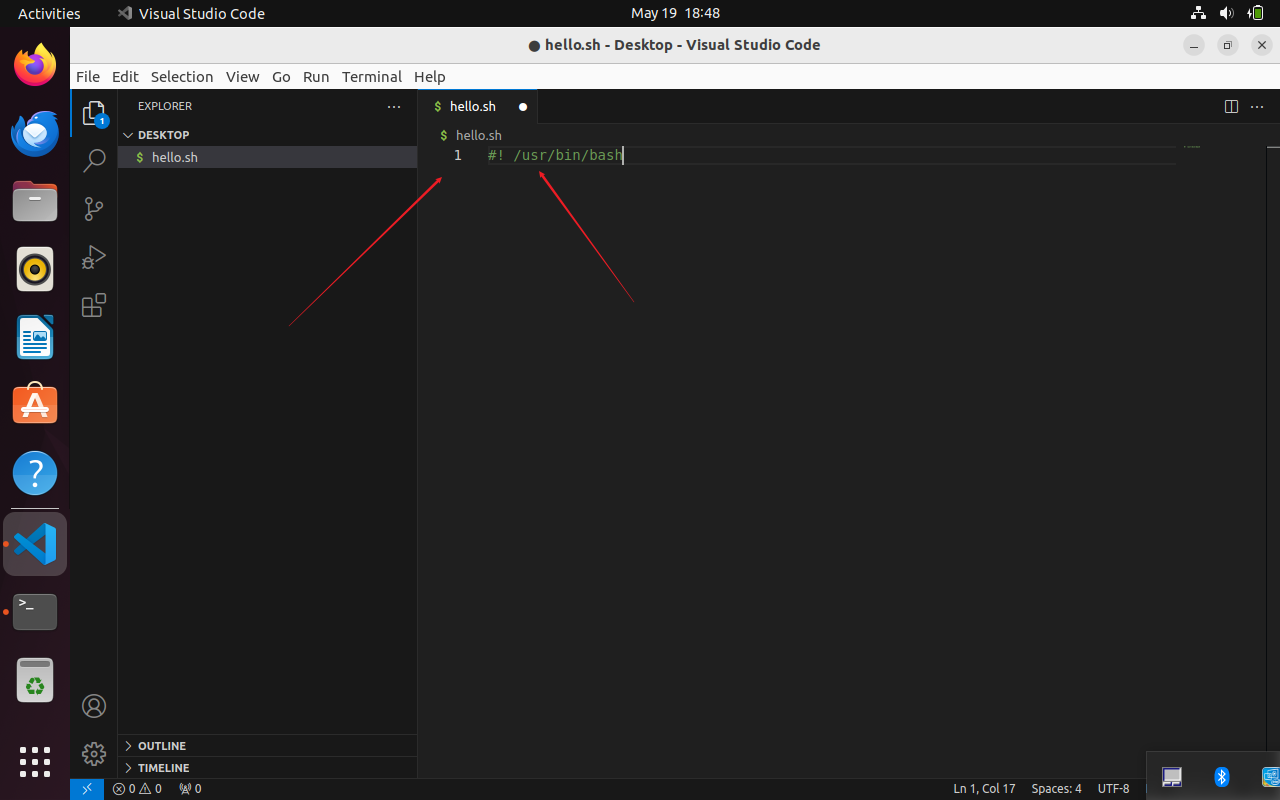 Activities Visual Studio Code May 19 18:48
● hello.sh - Desktop - Visual Studio Code
File Edit Selection View Go Run Terminal Help
EXPLORER
$ hello.sh
DESKTOP
$ hello.sh
1
$ hello.sh
1 #! /usr/bin/bash
>_
?
OUTLINE
TIMELINE
0 0 0 Ln 1, Col 17 Spaces: 4 UTF-8